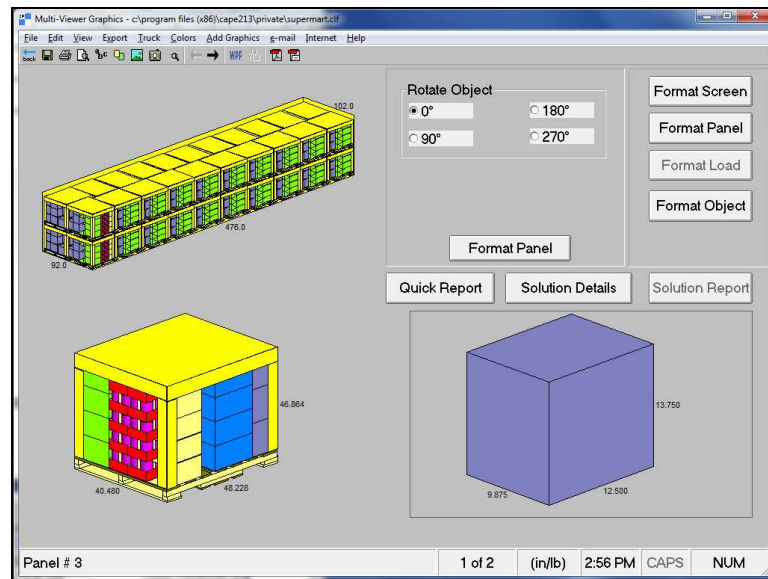 Multi-Viewer Graphics - c:\program files (x86)\cape213\private\supermart.clf
File Edit View Export Truck Colors Add Graphics e-mail Internet Help
back WPF
102.0
476.0
92.0
Rotate Object
0° 180°
90° 270°
Format Panel
Format Screen
Format Panel
Format Load
Format Object
Quick Report Solution Details Solution Report
46.864
40.480 48.228
13.750
9.875 12.500
Panel # 3 1 of 2 (in/lb) 2:56 PM CAPS NUM